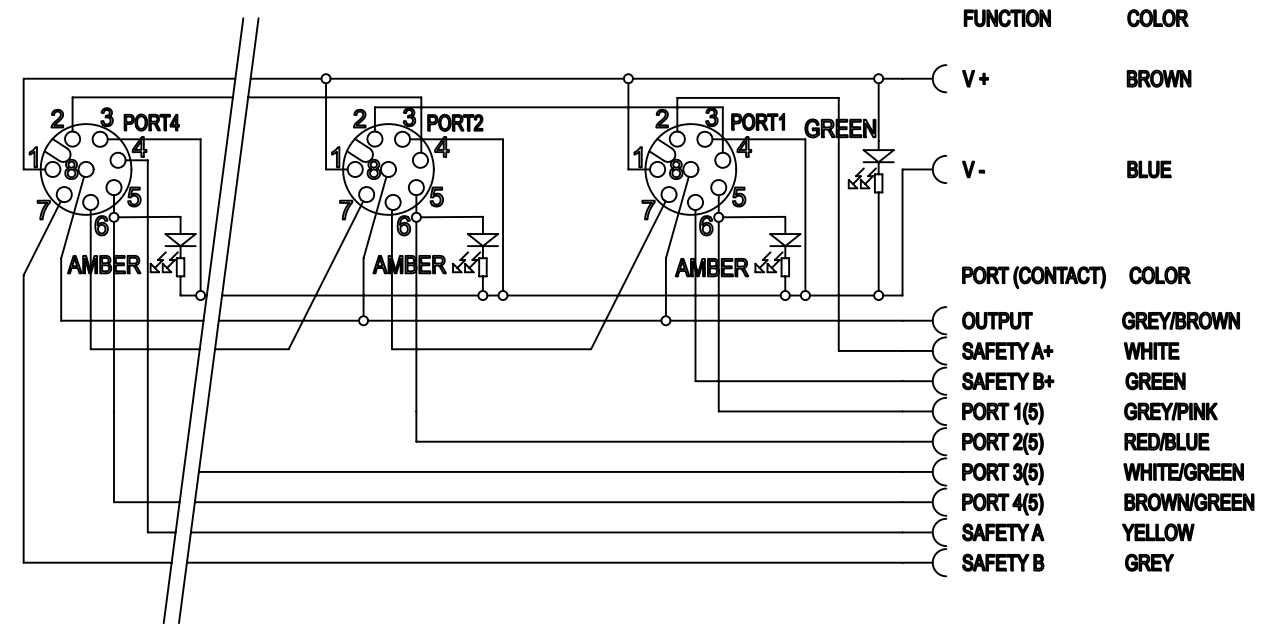 FUNCTION COLOR
V + BROWN
2 3 PORT4
2 3 PORT2
2 3 PORT1
GREEN
1 8 4
1 8 4
1 8 4
V - BLUE
7 6 5
7 6 5
7 6 5
AMBER
AMBER
AMBER
PORT (CONTACT) COLOR
OUTPUT GREY/BROWN
SAFETY A+ WHITE
SAFETY B+ GREEN
PORT 1(5) GREY/PINK
PORT 2(5) RED/BLUE
PORT 3(5) WHITE/GREEN
PORT 4(5) BROWN/GREEN
SAFETY A YELLOW
SAFETY B GREY